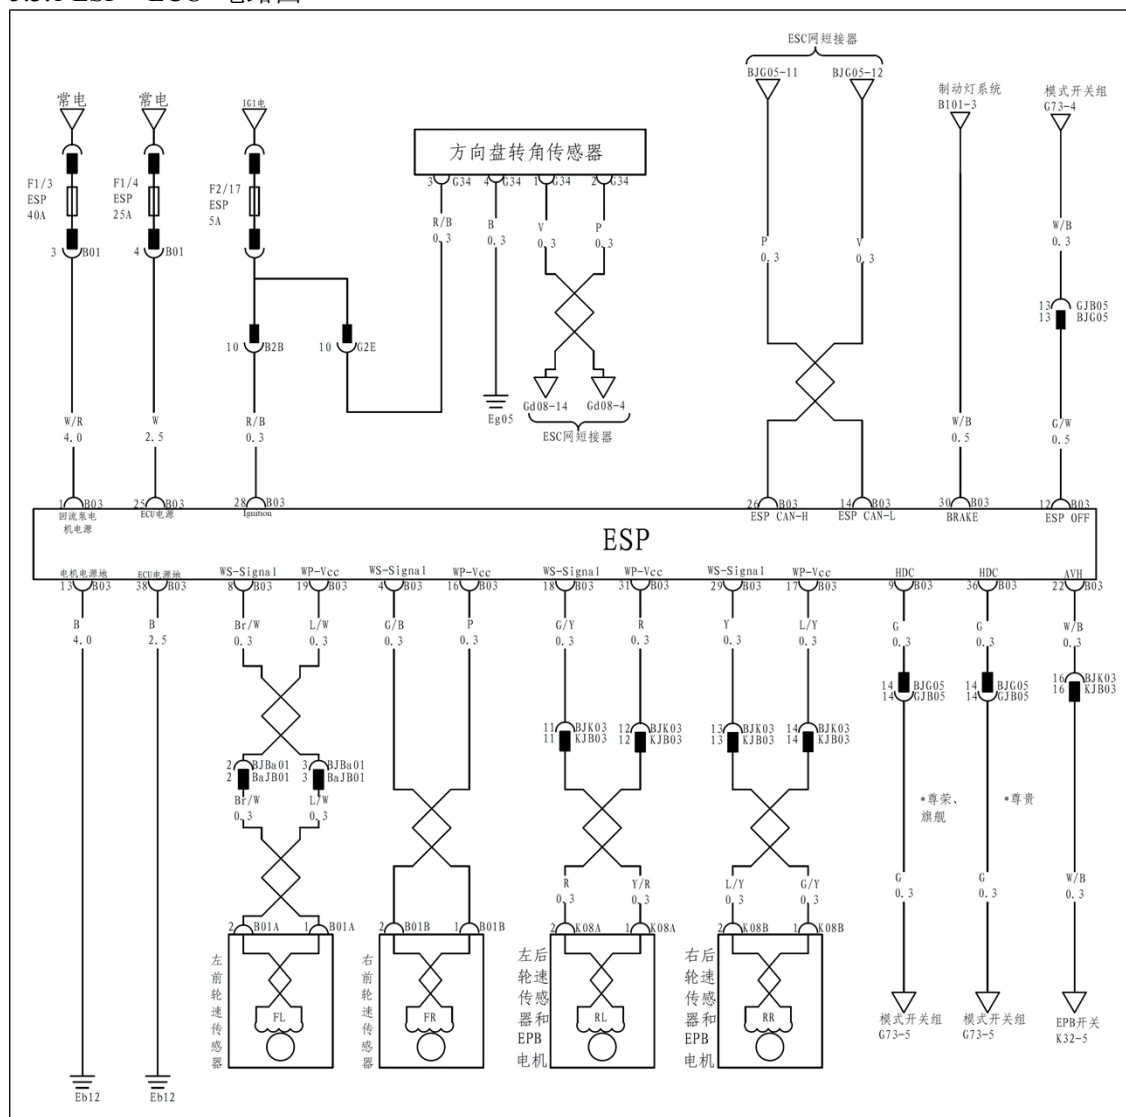 ESC网短接器
BJG05-11
BJG05-12
制动灯系统
B101-3
模式开关组
G73-4
常电
常电
IG1电
F1/3
ESP
40A
F1/4
ESP
25A
F2/17
ESP
5A
3 B01
4 B01
方向盘转角传感器
3 G34
4 G34
1 G34
2 G34
R/B
0.3
B
0.3
V
0.3
P
0.3
P
0.3
V
0.3
W/B
0.3
13 GJB05
13 BJG05
10 B2B
10 G2E
Eg05
Gd08-14
Gd08-4
ESC网短接器
W/R
4.0
W
2.5
R/B
0.3
W/B
0.5
G/W
0.5
1 B03
25 B03
28 B03
26 B03
14 B03
30 B03
12 B03
回流泵电
机电源
ECU电源
Ignition
ESP CAN-H
ESP CAN-L
BRAKE
ESP OFF
ESP
电机电源地
ECU电源地
WS-Signal
WP-Vcc
WS-Signal
WP-Vcc
WS-Signal
WP-Vcc
WS-Signal
WP-Vcc
HDC
HDC
AVH
13 B03
38 B03
8 B03
19 B03
4 B03
16 B03
18 B03
31 B03
29 B03
17 B03
9 B03
36 B03
22 B03
B
4.0
B
2.5
Br/W
0.3
L/W
0.3
G/B
0.3
P
0.3
G/Y
0.3
R
0.3
Y
0.3
L/Y
0.3
G
0.3
G
0.3
W/B
0.3
14 BJG05
14 GJB05
14 BJG05
14 GJB05
16 BJK03
16 KJB03
11 BJK03
11 KJB03
12 BJK03
12 KJB03
13 BJK03
13 KJB03
14 BJK03
14 KJB03
2 BJBa01
2 BaJB01
3 BJBa01
3 BaJB01
Br/W
0.3
L/W
0.3
*尊荣、
旗舰
*尊贵
R
0.3
Y/R
0.3
L/Y
0.3
G/Y
0.3
G
0.3
G
0.3
W/B
0.3
2 B01A
1 B01A
2 B01B
1 B01B
2 K08A
1 K08A
2 K08B
1 K08B
左前轮速传感器
FL
右前轮速传感器
FR
左后
轮速
传感
器和
EPB
电机
RL
右后
轮速
传感
器和
EPB
电机
RR
模式开关组
G73-5
模式开关组
G73-5
EPB开关
K32-5
Eb12
Eb12